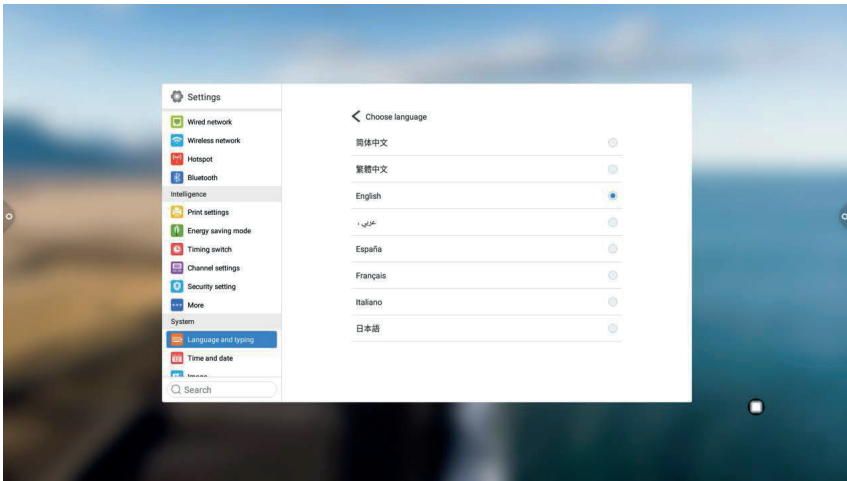 Settings
Wired network
Wireless network
Hotspot
Bluetooth
Intelligence
Print settings
Energy saving mode
Timing switch
Channel settings
Security setting
More
System
Language and typing
Time and date
Image
Search
Choose language
简体中文
繁體中文
English
عربي ،
España
Français
Italiano
日本語